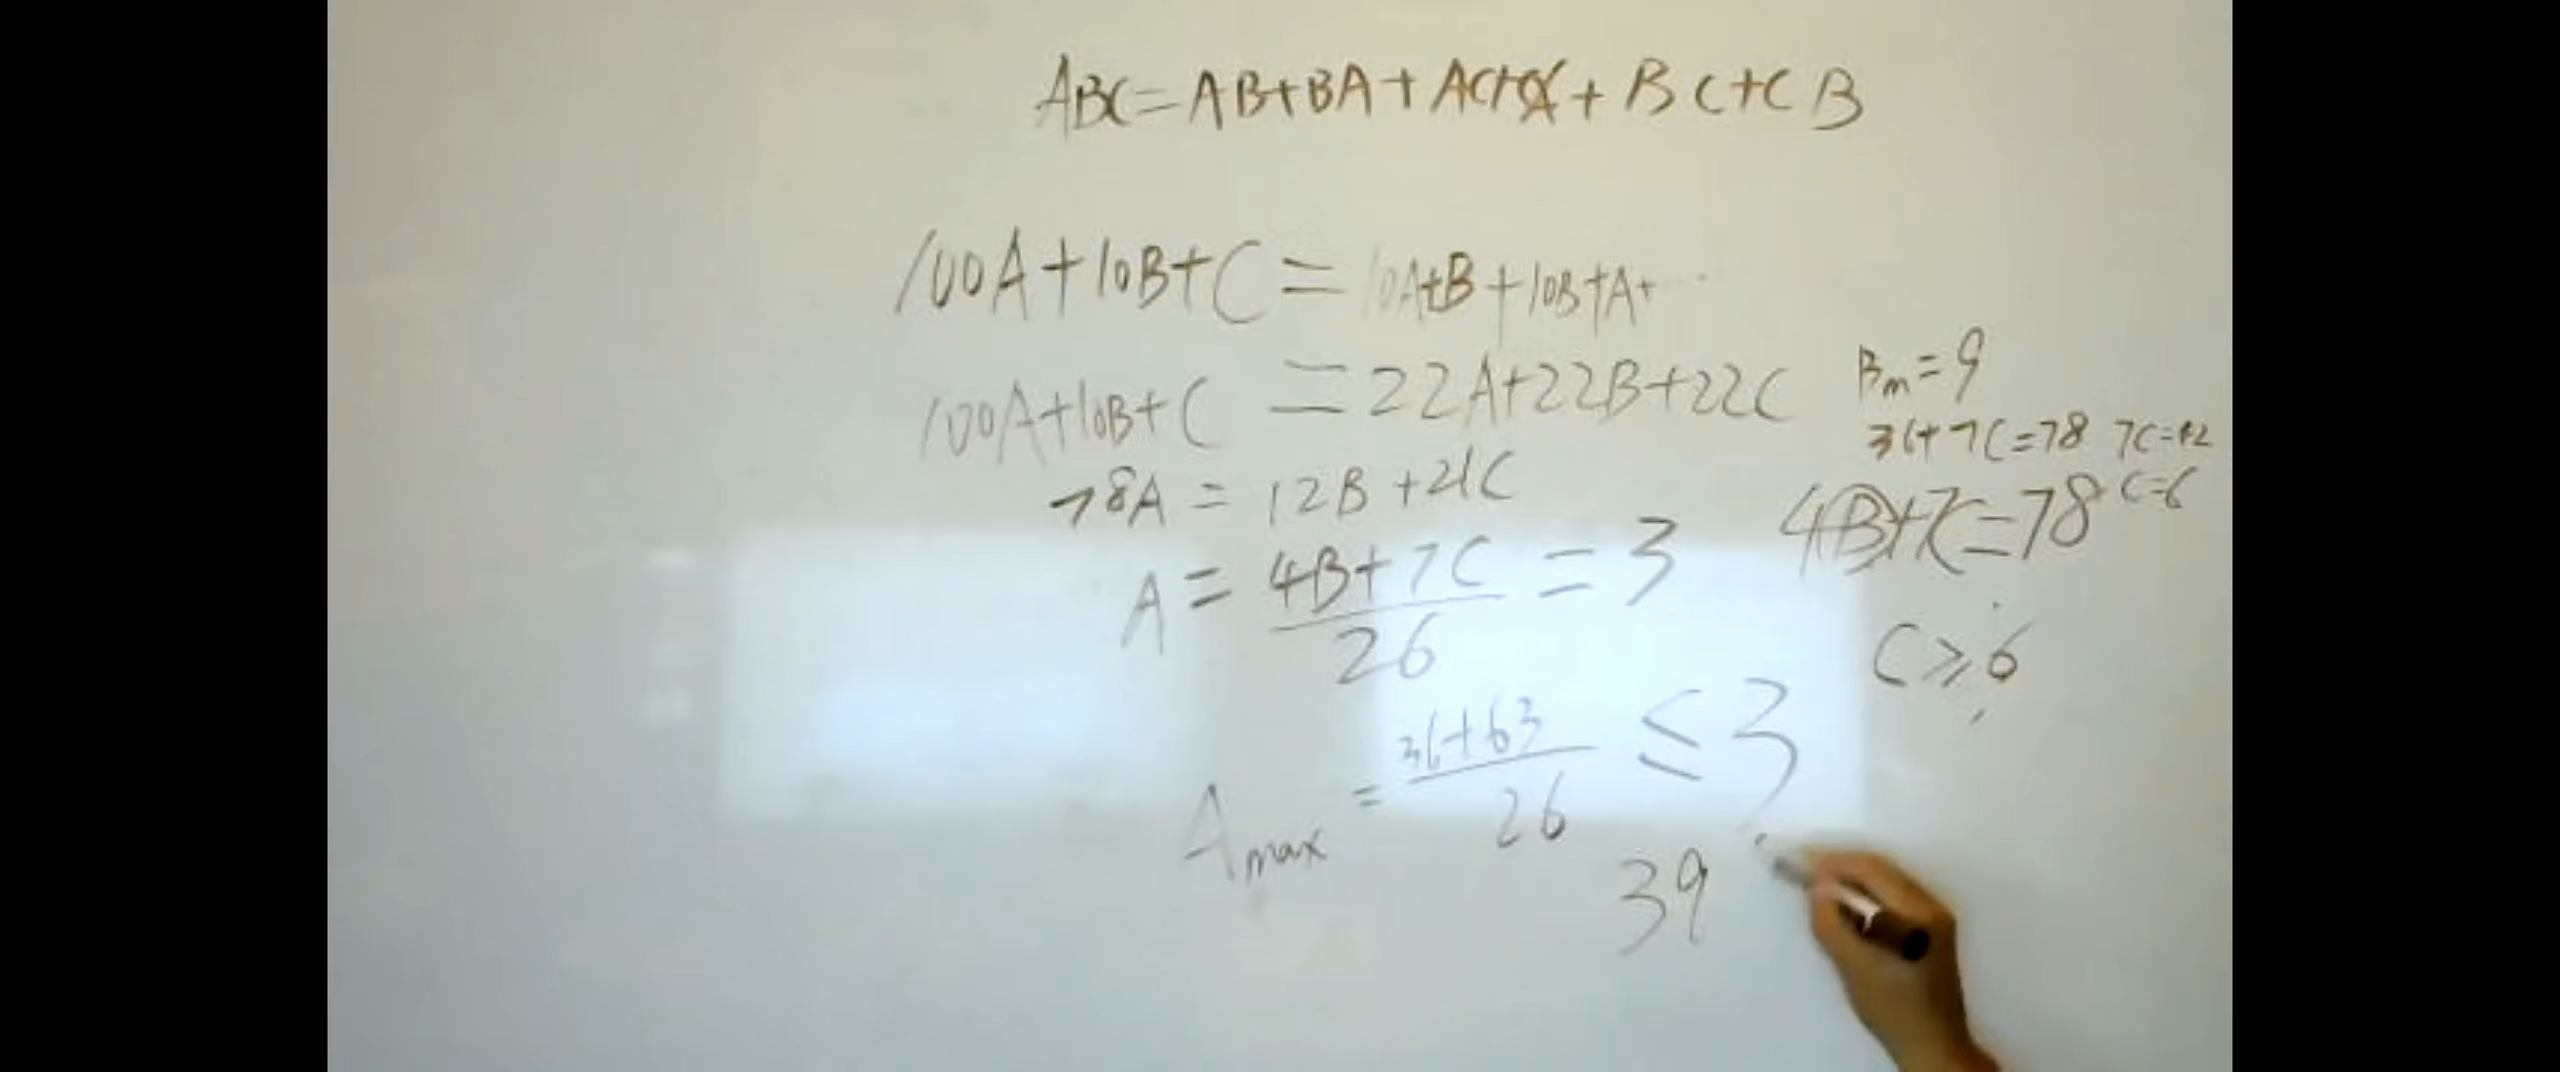 ABC=AB+BA+AC+CA+BC+CB
100A+10B+C=10A+B+10B+A+...
100A+10B+C=22A+22B+22C
78A=12B+21C
A=4B+7C/26=3
Amax=36+63/26≤3
39
Bm=9
36+7C=78 7C=42
C=6
4B+7C=78
C≥6